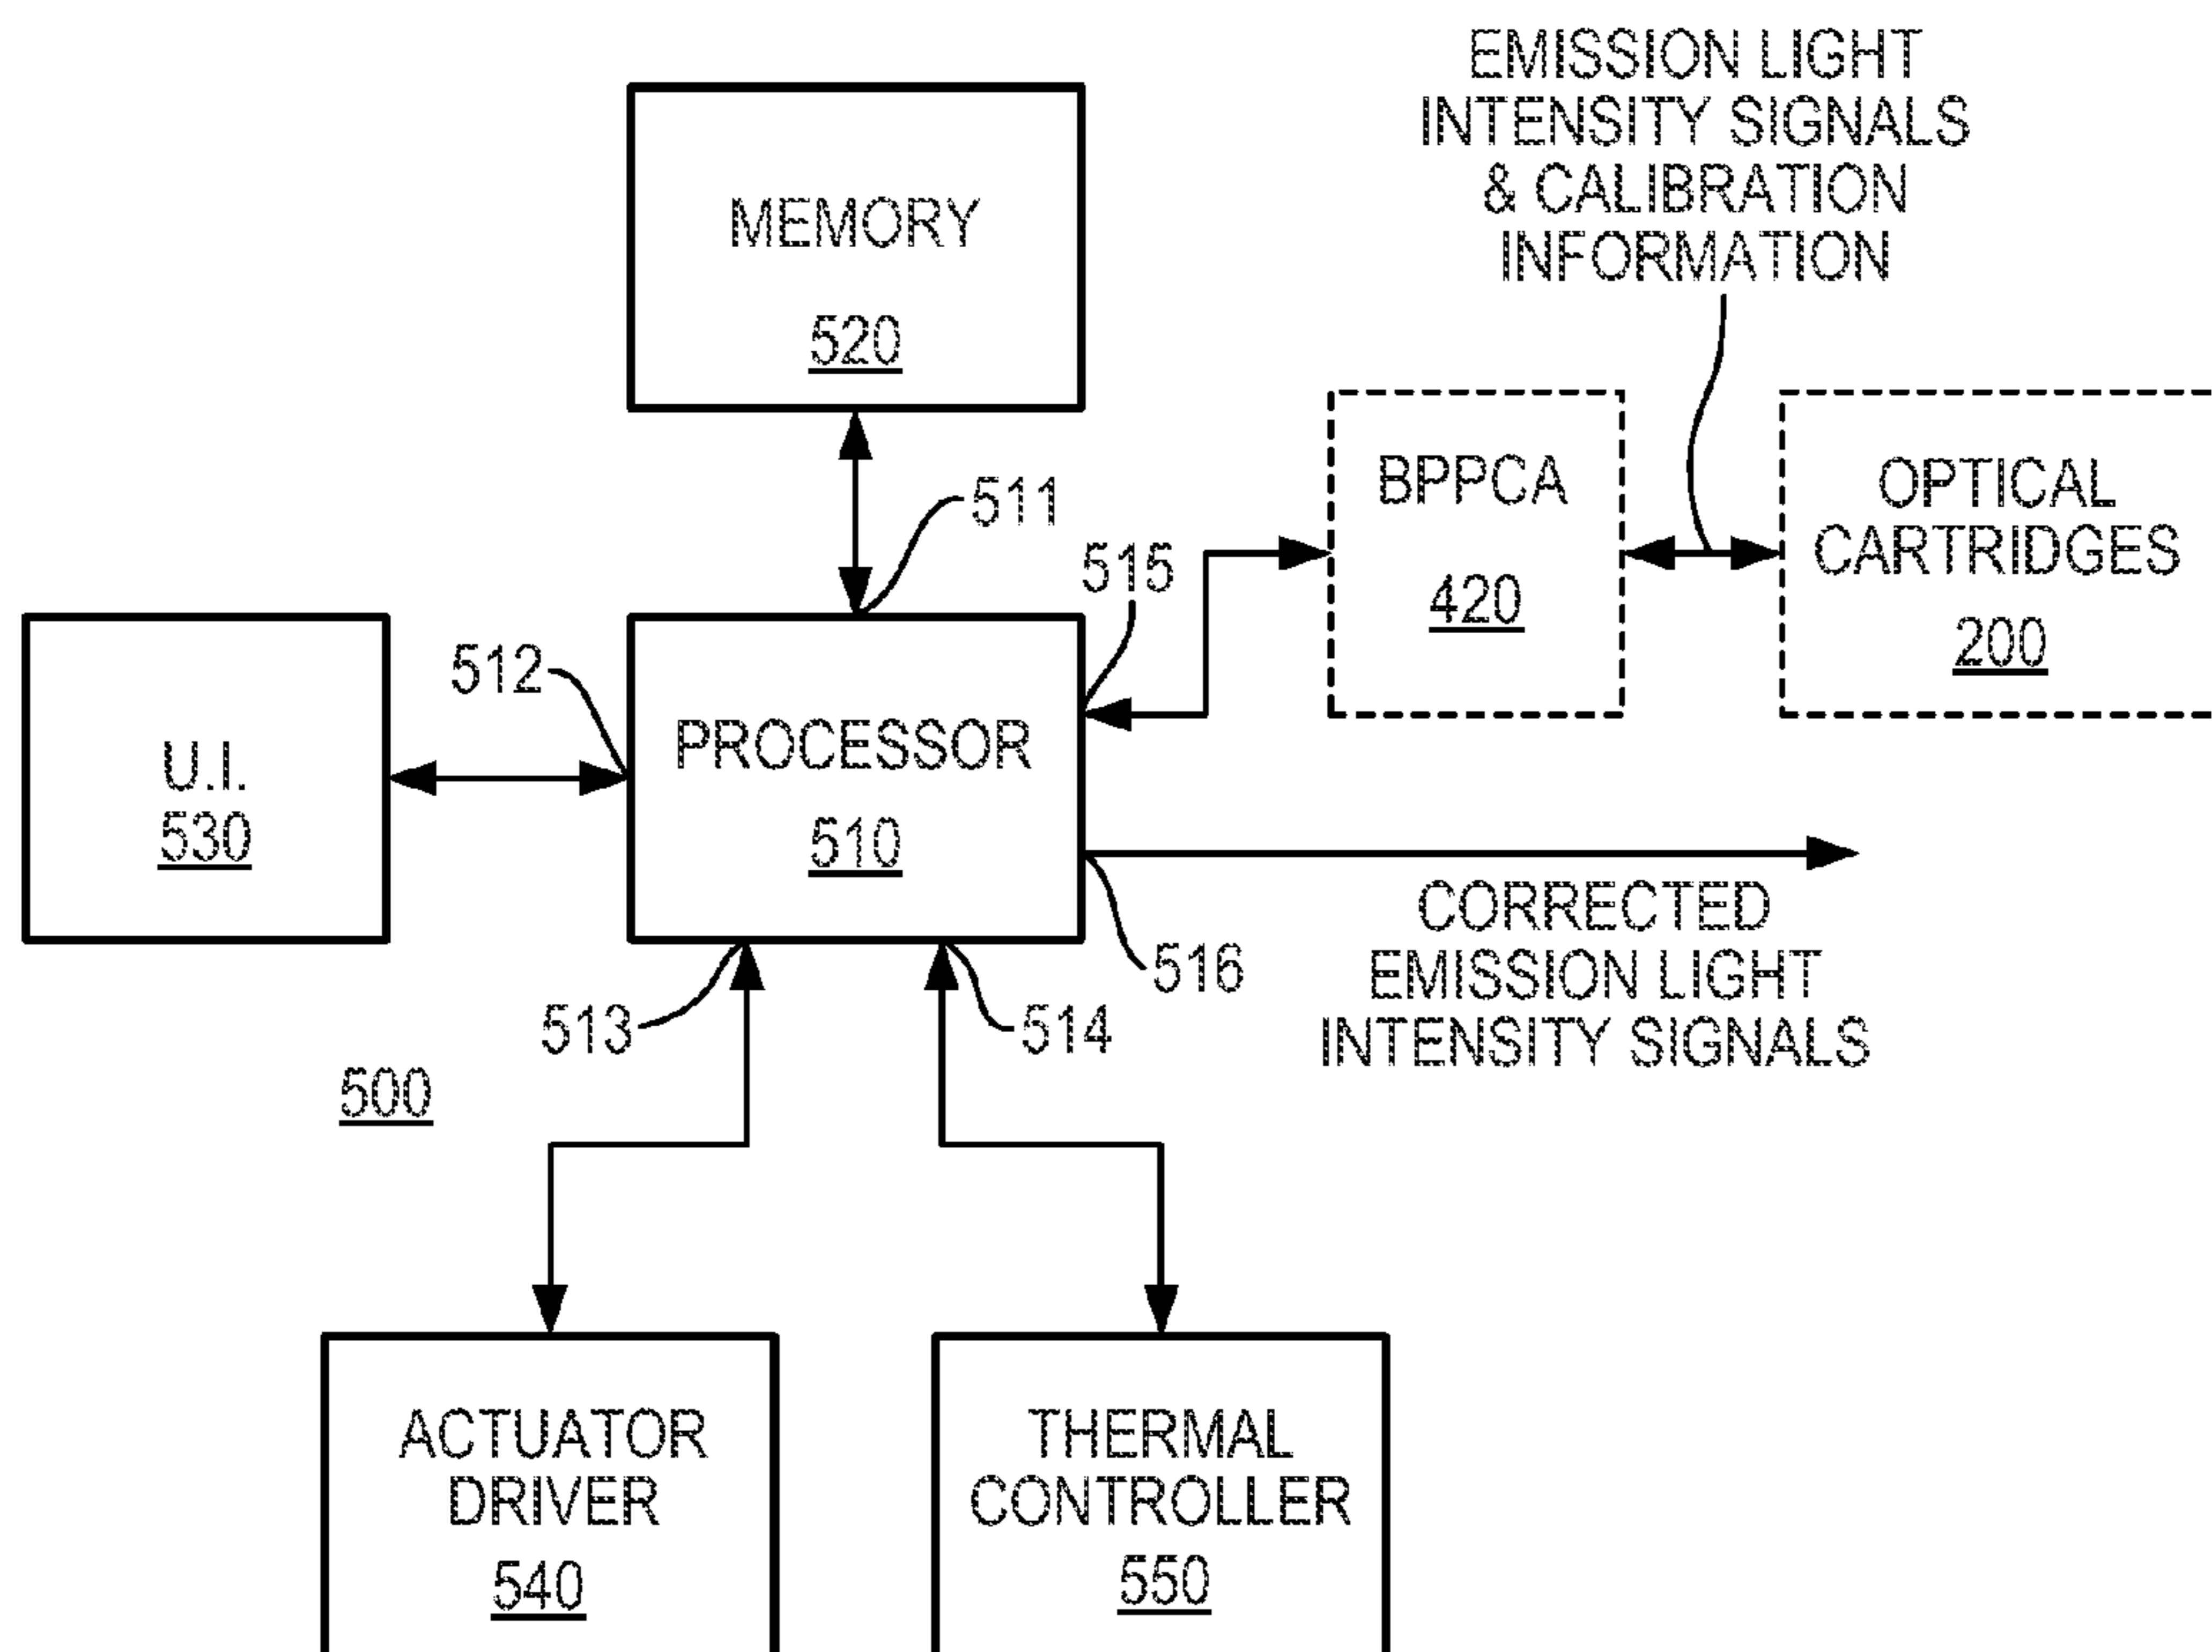 EMISSION LIGHT
INTENSITY SIGNALS
& CALIBRATION
INFORMATION
MEMORY
520
511
515
BPPCA
420
OPTICAL
CARTRIDGES
200
512
U.I.
530
PROCESSOR
510
516
CORRECTED
EMISSION LIGHT
INTENSITY SIGNALS
513
514
500
ACTUATOR
DRIVER
540
THERMAL
CONTROLLER
550